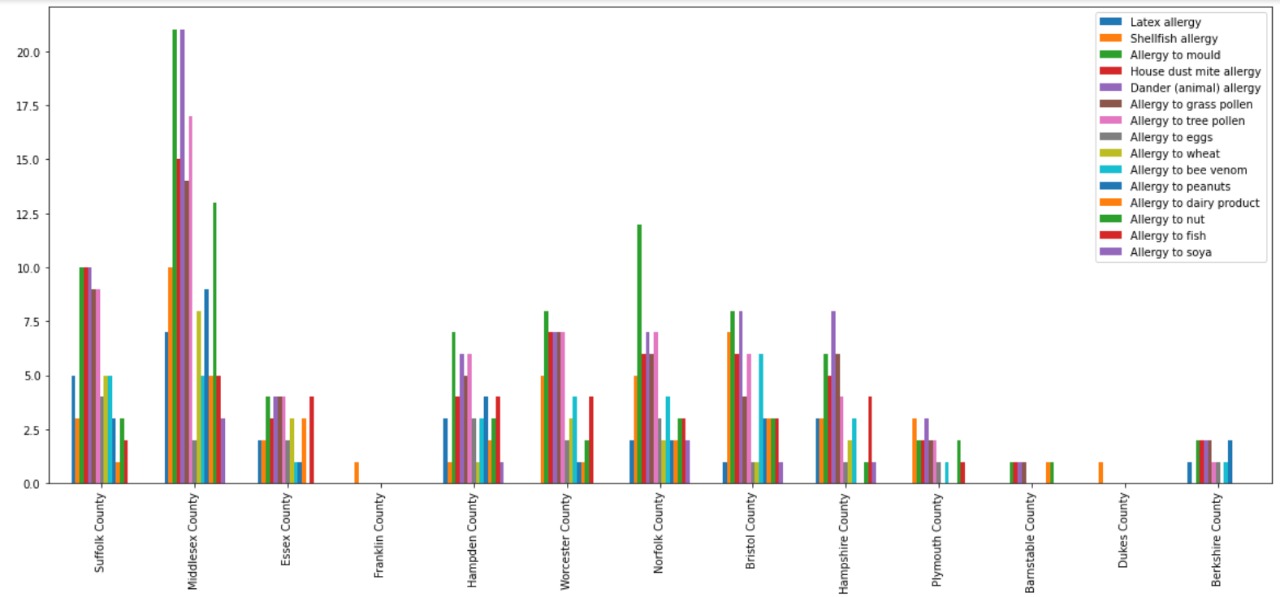 20.0
17.5
15.0
12.5
10.0
7.5
5.0
2.5
0.0
Suffolk County
Middlesex County
Essex County
Franklin County
Hampden County
Worcester County
Norfolk County
Bristol County
Hampshire County
Plymouth County
Barnstable County
Dukes County
Berkshire County
Latex allergy
Shellfish allergy
Allergy to mould
House dust mite allergy
Dander (animal) allergy
Allergy to grass pollen
Allergy to tree pollen
Allergy to eggs
Allergy to wheat
Allergy to bee venom
Allergy to peanuts
Allergy to dairy product
Allergy to nut
Allergy to fish
Allergy to soya